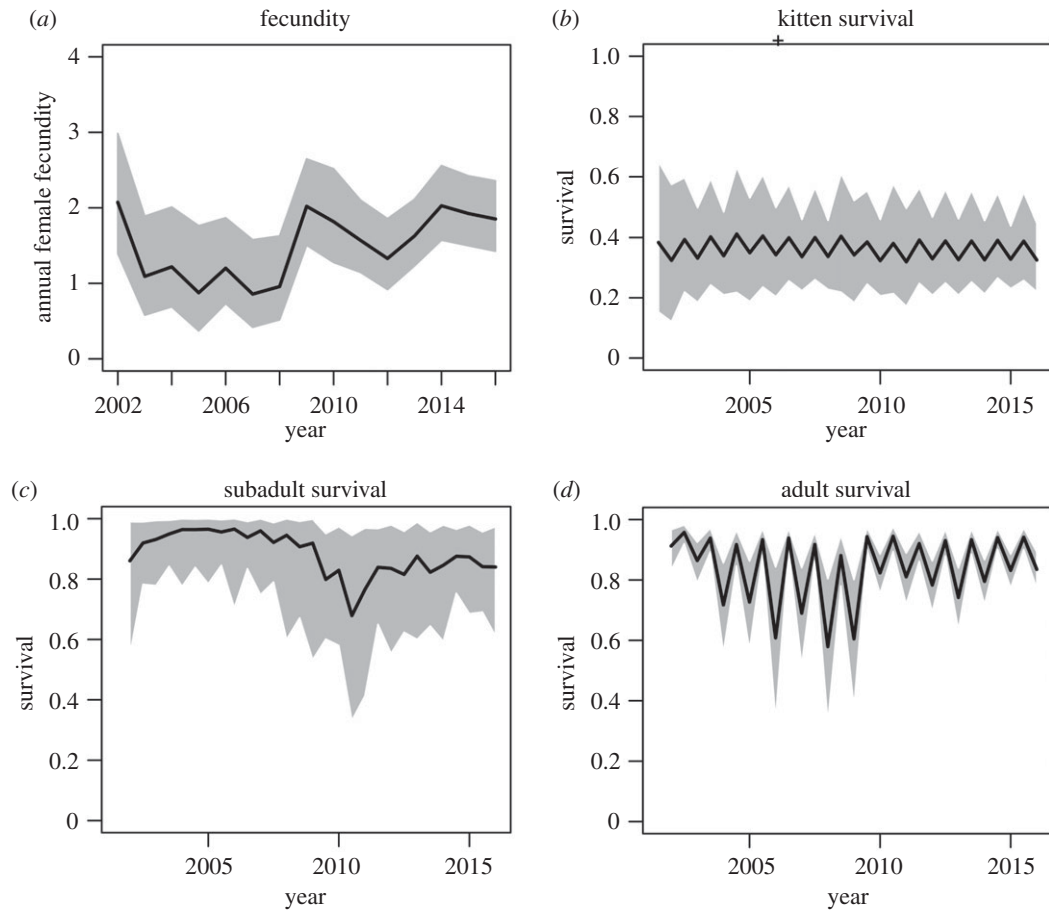 (a) fecundity
4
3
2
1
0
annual female fecundity
2002 2006 2010 2014
year
(b) kitten survival
+
1.0
0.8
0.6
0.4
0.2
0
survival
2005 2010 2015
year
(c) subadult survival
1.0
0.8
0.6
0.4
0.2
0
survival
2005 2010 2015
year
(d) adult survival
1.0
0.8
0.6
0.4
0.2
0
survival
2005 2010 2015
year